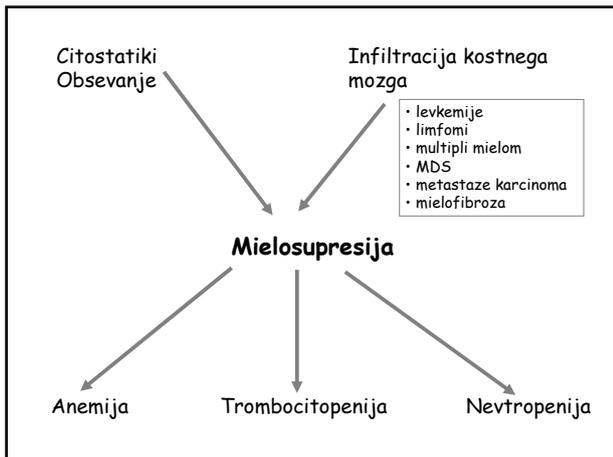 Citostatiki
Obsevanje
Infiltracija kostnega
mozga
• levkemije
• limfomi
• multipli mielom
• MDS
• metastaze karcinoma
• mielofibroza
Mielosupresija
Anemija
Trombocitopenija
Nevtropenija